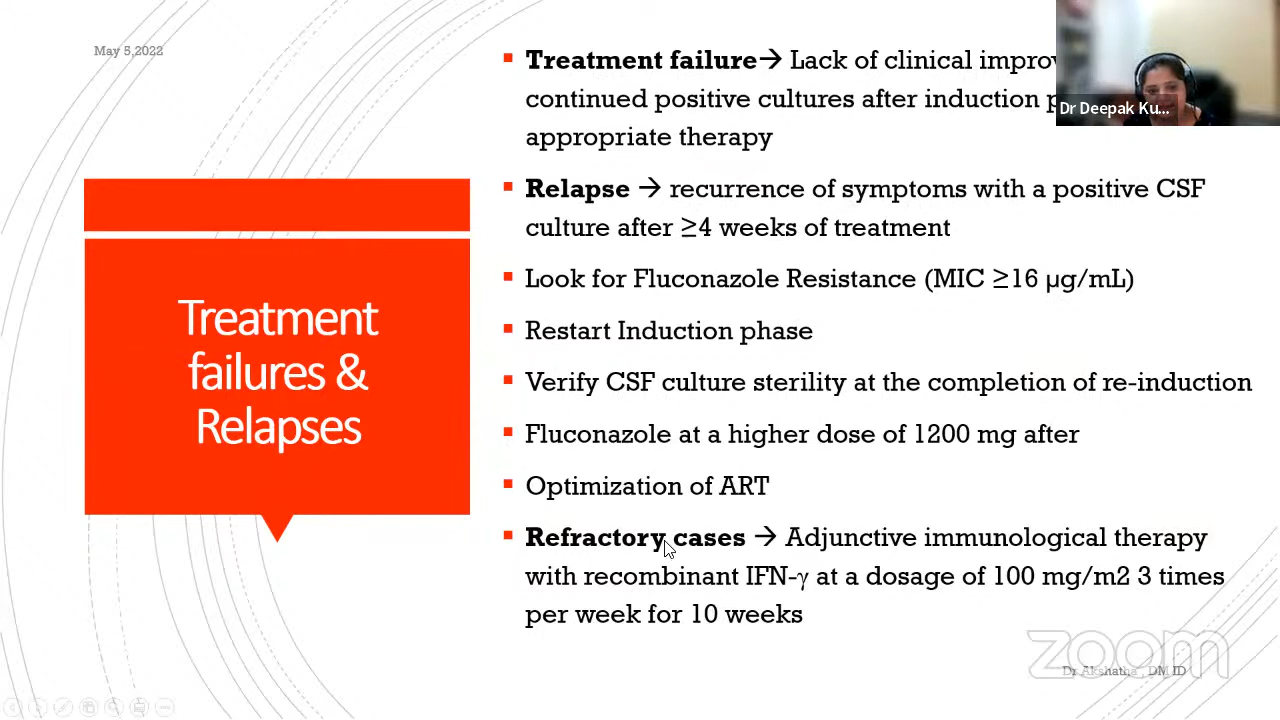 May 5,2022
Treatment failure→ Lack of clinical
continued positive cultures after induction
appropriate therapy
Dr Deepak Ku...
Relapse → recurrence of symptoms with a positive CSF
culture after ≥4 weeks of treatment
Look for Fluconazole Resistance (MIC ≥16 µg/mL)
Treatment
failures &
Relapses
Restart Induction phase
Verify CSF culture sterility at the completion of re-induction
Fluconazole at a higher dose of 1200 mg after
Optimization of ART
Refractory cases → Adjunctive immunological therapy
with recombinant IFN-γ at a dosage of 100 mg/m2 3 times
per week for 10 weeks
zoom
Dr Akshatha , DM ID